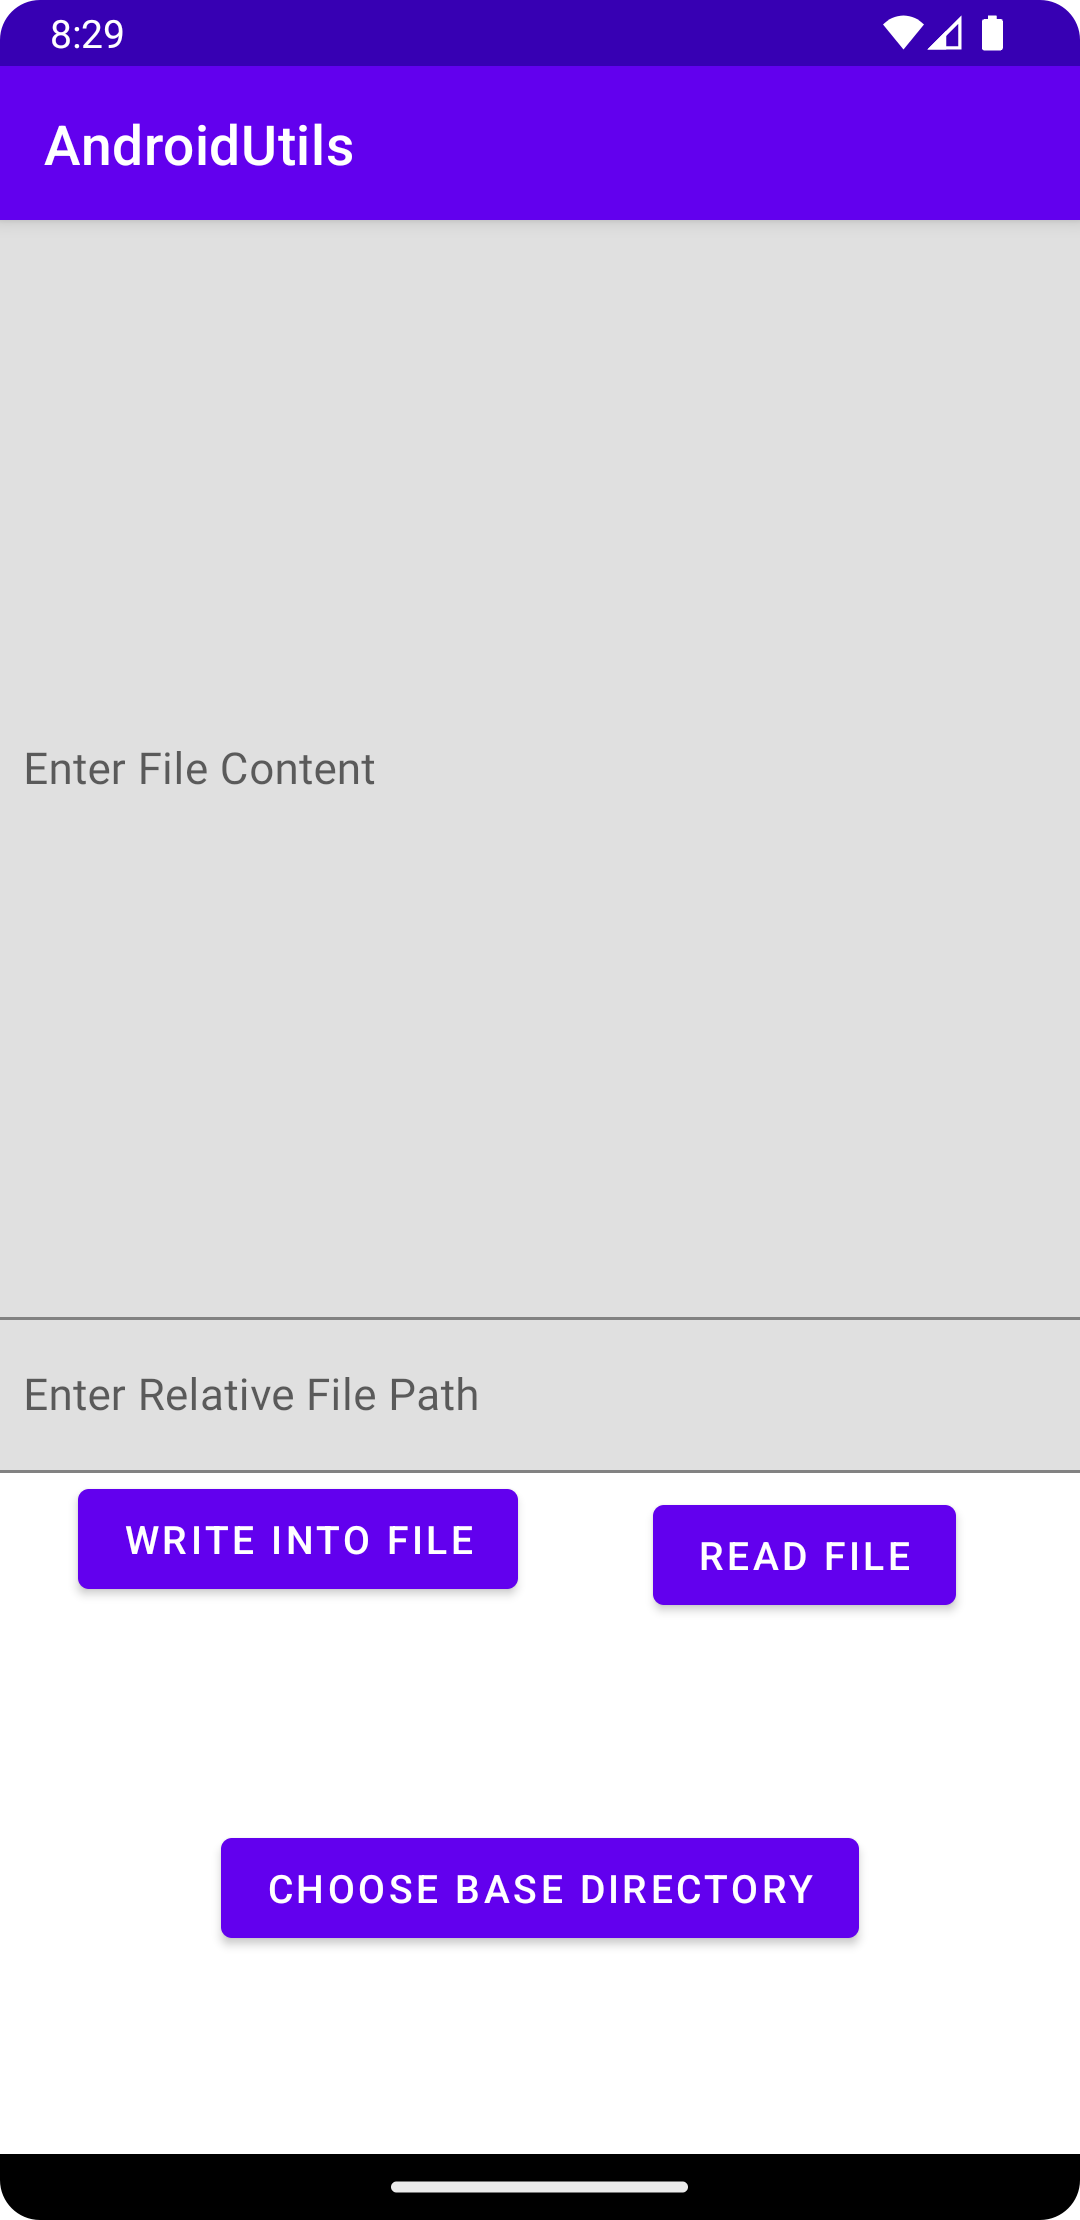 8:29
AndroidUtils
Enter File Content
Enter Relative File Path
WRITE INTO FILE
READ FILE
CHOOSE BASE DIRECTORY